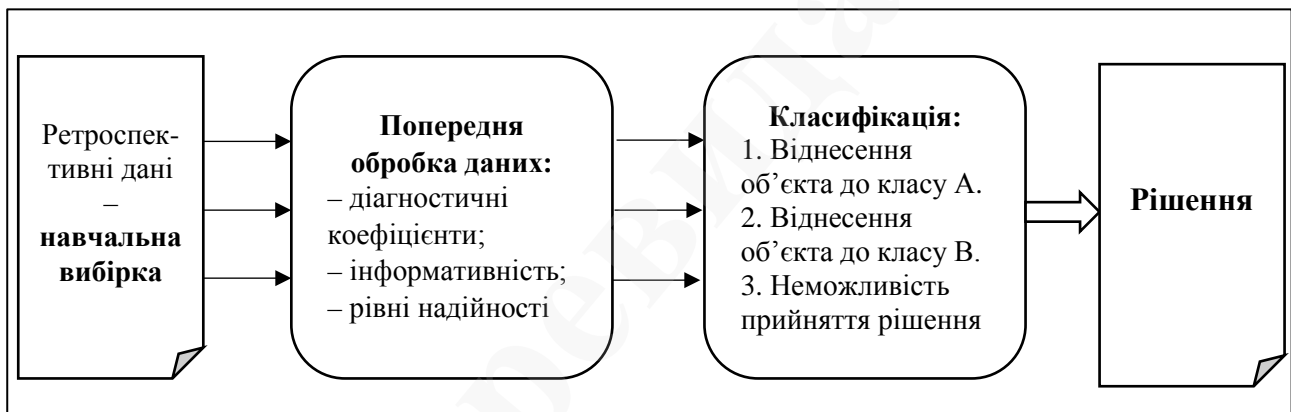 Ретроспек-
тивні дані
–
навчальна
вибірка
Попередня
обробка даних:
– діагностичні
коефіцієнти;
– інформативність;
– рівні надійності
Класифікація:
1. Віднесення
об’єкта до класу А.
2. Віднесення
об’єкта до класу В.
3. Неможливість
прийняття рішення
Рішення